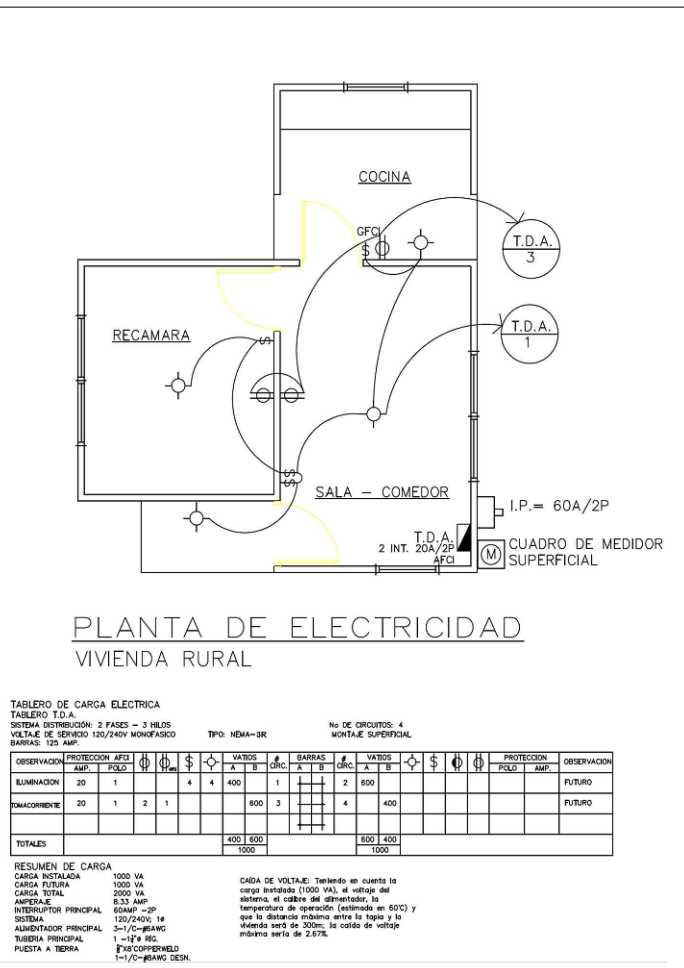 COCINA
GFCI
$
T.D.A.
3
RECAMARA
$
T.D.A.
1
$
$
SALA - COMEDOR
I.P.= 60A/2P
T.D.A.
2 INT. 20A/2P
AFCI
M
CUADRO DE MEDIDOR
SUPERFICIAL
PLANTA DE ELECTRICIDAD
VIVIENDA RURAL
TABLERO DE CARGA ELECTRICA
TABLERO T.D.A.
SISTEMA DISTRIBUCIÓN: 2 FASES - 3 HILOS No DE CIRCUITOS: 4
VOLTAJE DE SERVICIO 120/240V MONOFASICO TIPO: NEMA-3R MONTAJE SUPERFICIAL
BARRAS: 125 AMP.
OBSERVACION PROTECCION AFCI $ VATIOS # CIRC. BARRAS # CIRC. VATIOS $ PROTECCION OBSERVACION
AMP. POLO A B A B A B POLO AMP.
ILUMINACION 20 1 4 4 400 1 2 600 FUTURO
TOMACORRIENTE 20 1 2 1 600 3 4 400 FUTURO
TOTALES 400 600 600 400
1000 1000
RESUMEN DE CARGA
CARGA INSTALADA 1000 VA
CARGA FUTURA 1000 VA
CARGA TOTAL 2000 VA
AMPERAJE 8.33 AMP
INTERRUPTOR PRINCIPAL 60AMP -2P
SISTEMA 120/240V; 1ø
ALIMENTADOR PRINCIPAL 3-1/C-#6AWG
TUBERIA PRINCIPAL RIG.
PUESTA A TIERRA X8'COPPERWELD
1-1/C-#8AWG DESN.
CAÍDA DE VOLTAJE: Teniendo en cuenta la
carga instalada (1000 VA), el voltaje del
sistema, el calibre del alimentador, la
temperatura de operación (estimada en 60°C) y
que la distancia máxima entre la tapia y la
vivienda será de 300m; la caída de voltaje
máxima sería de 2.67%.